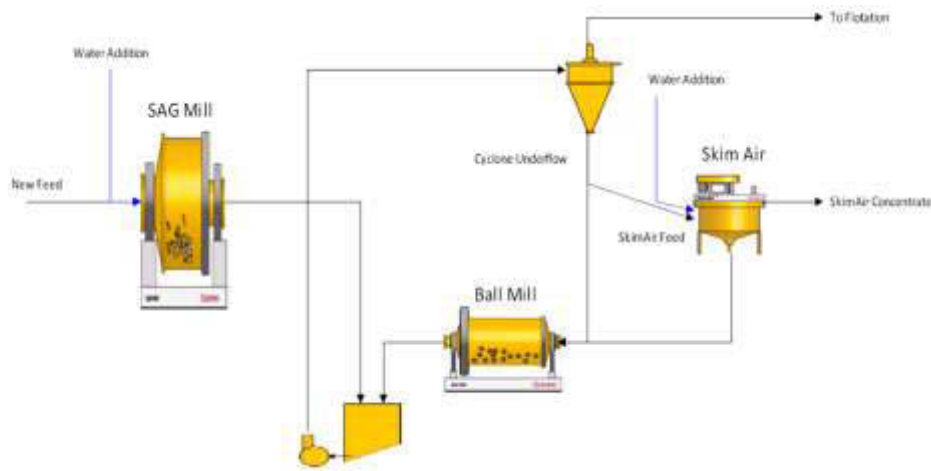 To Flotation
Water Addition
SAG Mill
Water Addition
Cyclone Underflow
Skim Air
New Feed
SkimAir Concentrate
SkimAir Feed
Ball Mill